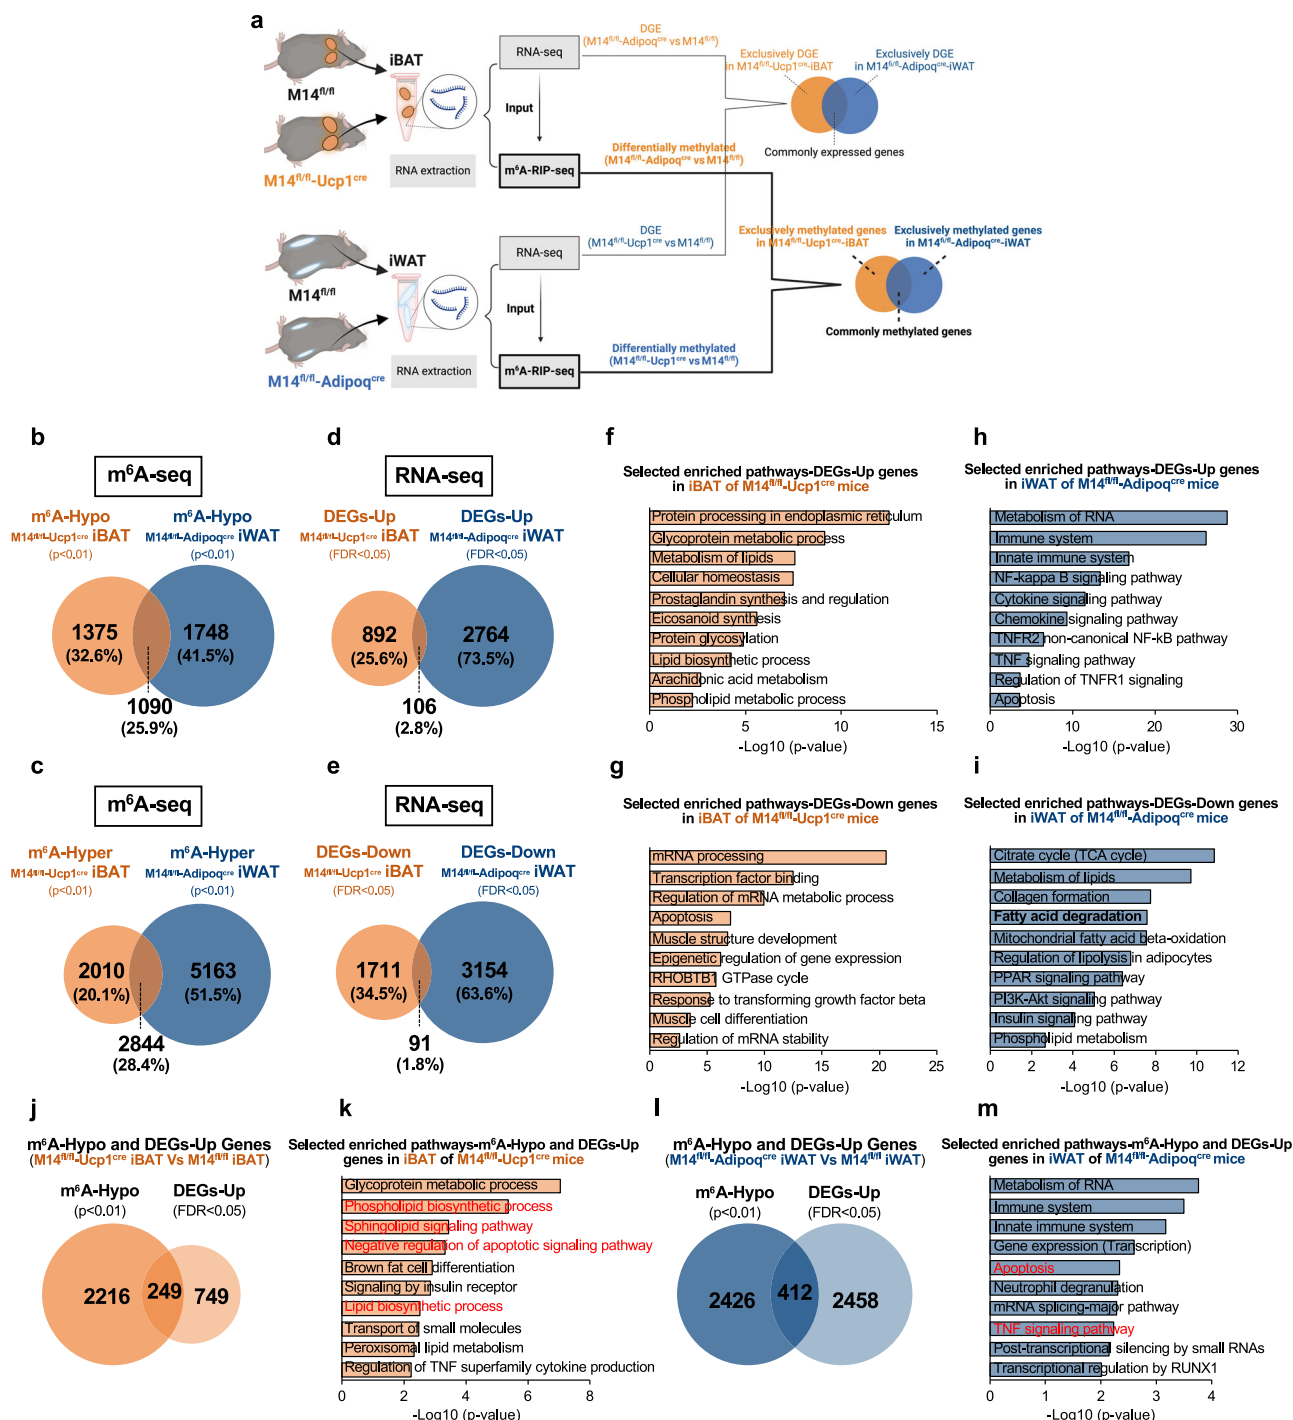 a
DGE
(M14fl/fl-Adipoqcre vs M14fl/fl)
RNA-seq
iBAT
M14fl/fl
Input
Exclusively DGE
in M14fl/fl-Ucp1cre-iBAT
Exclusively DGE
in M14fl/fl-Adipoqcre-iWAT
Commonly expressed genes
RNA extraction
m6A-RIP-seq
Differentially methylated
(M14fl/fl-Adipoqcre vs M14fl/fl)
M14fl/fl-Ucp1cre
DGE
(M14fl/fl-Ucp1cre vs M14fl/fl)
RNA-seq
iWAT
M14fl/fl
Input
Exclusively methylated genes
in M14fl/fl-Ucp1cre-iBAT
Exclusively methylated genes
in M14fl/fl-Adipoqcre-iWAT
Commonly methylated genes
RNA extraction
m6A-RIP-seq
Differentially methylated
(M14fl/fl-Ucp1cre vs M14fl/fl)
M14fl/fl-Adipoqcre
b
m6A-seq
m6A-Hypo
M14fl/fl-Ucp1cre iBAT
(p<0.01)
m6A-Hypo
M14fl/fl-Adipoqcre iWAT
(p<0.01)
1375
(32.6%)
1748
(41.5%)
1090
(25.9%)
d
RNA-seq
DEGs-Up
M14fl/fl-Ucp1cre iBAT
(FDR<0.05)
DEGs-Up
M14fl/fl-Adipoqcre iWAT
(FDR<0.05)
892
(25.6%)
2764
(73.5%)
106
(2.8%)
f
Selected enriched pathways-DEGs-Up genes
in iBAT of M14fl/fl-Ucp1cre mice
Protein processing in endoplasmic reticulum
Glycoprotein metabolic process
Metabolism of lipids
Cellular homeostasis
Prostaglandin synthesis and regulation
Eicosanoid synthesis
Protein glycosylation
Lipid biosynthetic process
Arachidonic acid metabolism
Phospholipid metabolic process
0 5 10 15
-Log10 (p-value)
h
Selected enriched pathways-DEGs-Up genes
in iWAT of M14fl/fl-Adipoqcre mice
Metabolism of RNA
Immune system
Innate immune system
NF-kappa B signaling pathway
Cytokine signaling pathway
Chemokine signaling pathway
TNFR2 non-canonical NF-kB pathway
TNF signaling pathway
Regulation of TNFR1 signaling
Apoptosis
0 10 20 30
-Log10 (p-value)
c
m6A-seq
m6A-Hyper
M14fl/fl-Ucp1cre iBAT
(p<0.01)
m6A-Hyper
M14fl/fl-Adipoqcre iWAT
(p<0.01)
2010
(20.1%)
5163
(51.5%)
2844
(28.4%)
e
RNA-seq
DEGs-Down
M14fl/fl-Ucp1cre iBAT
(FDR<0.05)
DEGs-Down
M14fl/fl-Adipoqcre iWAT
(FDR<0.05)
1711
(34.5%)
3154
(63.6%)
91
(1.8%)
g
Selected enriched pathways-DEGs-Down genes
in iBAT of M14fl/fl-Ucp1cre mice
mRNA processing
Transcription factor binding
Regulation of mRNA metabolic process
Apoptosis
Muscle structure development
Epigenetic regulation of gene expression
RHOBTB1 GTPase cycle
Response to transforming growth factor beta
Muscle cell differentiation
Regulation of mRNA stability
0 5 10 15 20 25
-Log10 (p-value)
i
Selected enriched pathways-DEGs-Down genes
in iWAT of M14fl/fl-Adipoqcre mice
Citrate cycle (TCA cycle)
Metabolism of lipids
Collagen formation
Fatty acid degradation
Mitochondrial fatty acid beta-oxidation
Regulation of lipolysis in adipocytes
PPAR signaling pathway
PI3K-Akt signaling pathway
Insulin signaling pathway
Phospholipid metabolism
0 2 4 6 8 10 12
-Log10 (p-value)
j
m6A-Hypo and DEGs-Up Genes
(M14fl/fl-Ucp1cre iBAT Vs M14fl/fl iBAT)
m6A-Hypo
(p<0.01)
DEGs-Up
(FDR<0.05)
2216 249 749
k
Selected enriched pathways-m6A-Hypo and DEGs-Up
genes in iBAT of M14fl/fl-Ucp1cre mice
Glycoprotein metabolic process
Phospholipid biosynthetic process
Sphingolipid signaling pathway
Negative regulation of apoptotic signaling pathway
Brown fat cell differentiation
Signaling by insulin receptor
Lipid biosynthetic process
Transport of small molecules
Peroxisomal lipid metabolism
Regulation of TNF superfamily cytokine production
0 2 4 6 8
-Log10 (p-value)
l
m6A-Hypo and DEGs-Up Genes
(M14fl/fl-Adipoqcre iWAT Vs M14fl/fl iWAT)
m6A-Hypo
(p<0.01)
DEGs-Up
(FDR<0.05)
2426 412 2458
m
Selected enriched pathways-m6A-Hypo and DEGs-Up
genes in iWAT of M14fl/fl-Adipoqcre mice
Metabolism of RNA
Immune system
Innate immune system
Gene expression (Transcription)
Apoptosis
Neutrophil degranulation
mRNA splicing-major pathway
TNF signaling pathway
Post-transcriptional silencing by small RNAs
Transcriptional regulation by RUNX1
0 1 2 3 4
-Log10 (p-value)